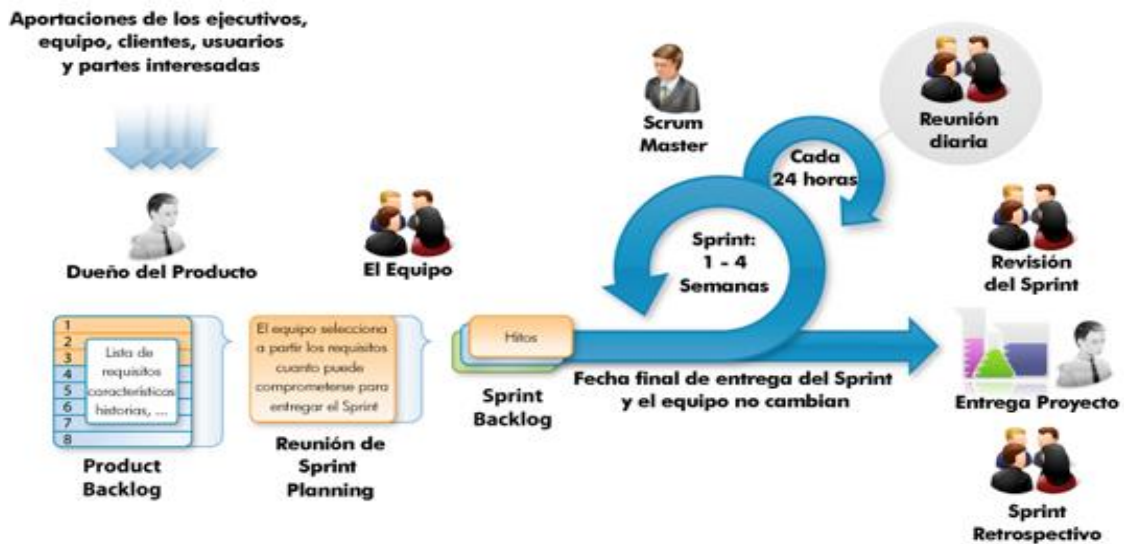 Aportaciones de los ejecutivos,
equipo, clientes, usuarios
y partes interesadas
Dueño del Producto
El Equipo
Scrum
Master
Cada
24 horas
Reunión
diaria
Sprint:
1 - 4
Semanas
Revisión
del Sprint
1
2
3
4
5
6
7
8
Lista de
requisitos
características
historias, ...
Product
Backlog
El equipo selecciona
a partir los requisitos
cuanto puede
comprometerse para
entregar el Sprint
Reunión de
Sprint
Planning
Hitos
Sprint
Backlog
Fecha final de entrega del Sprint
y el equipo no cambian
Entrega Proyecto
Sprint
Retrospectivo